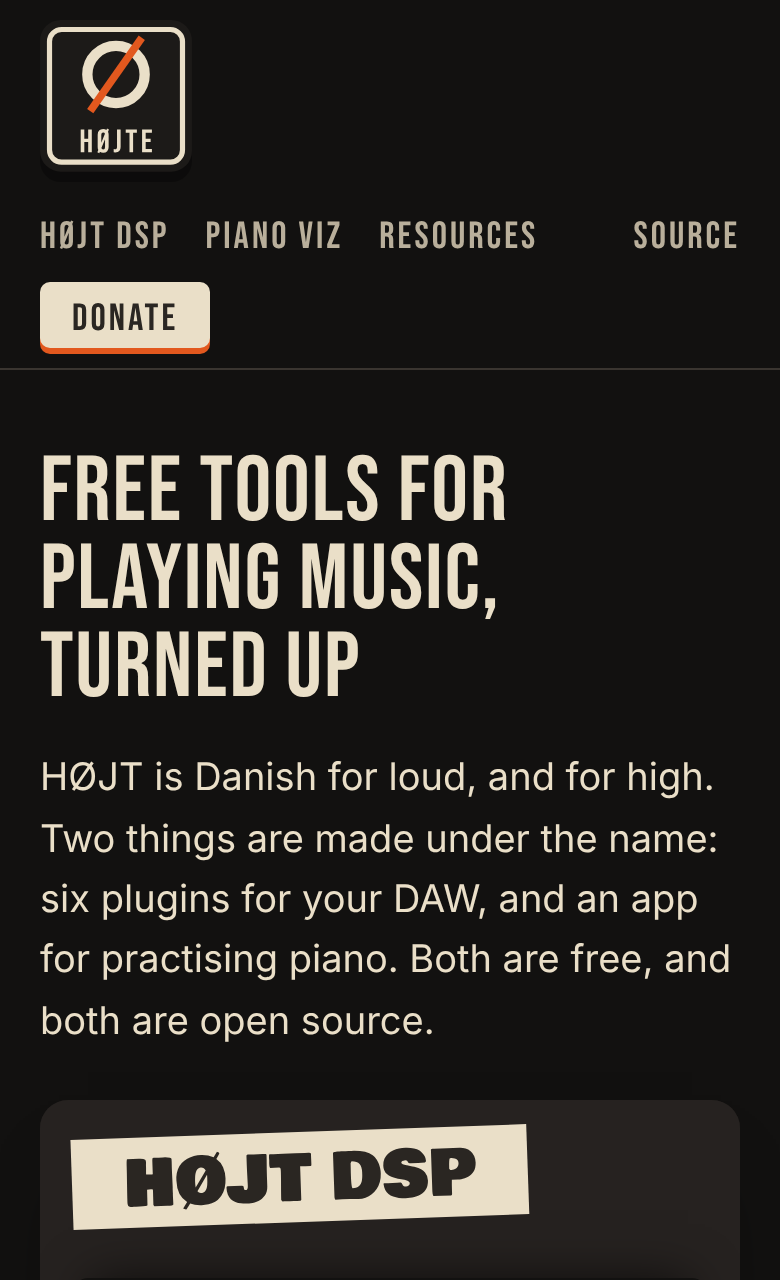 HØJTE
HØJT DSP PIANO VIZ RESOURCES SOURCE
DONATE
FREE TOOLS FOR
PLAYING MUSIC,
TURNED UP
HØJT is Danish for loud, and for high.
Two things are made under the name:
six plugins for your DAW, and an app
for practising piano. Both are free, and
both are open source.
HØJT DSP